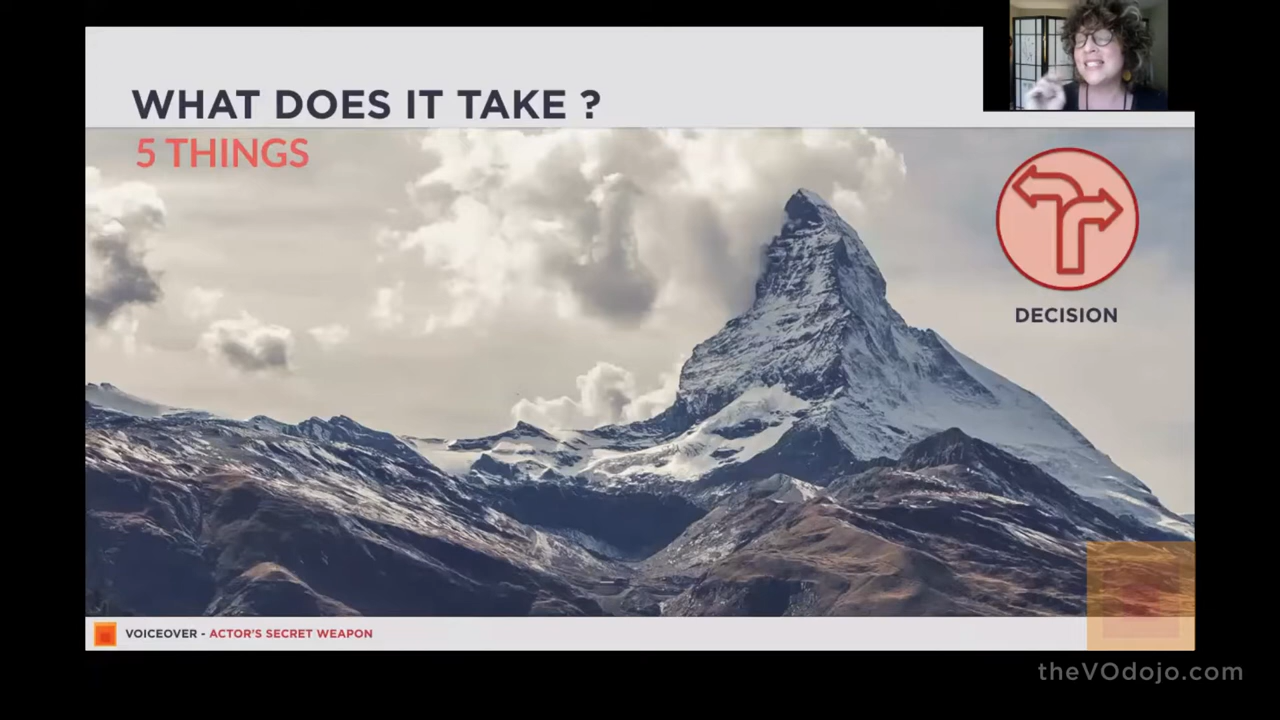 WHAT DOES IT TAKE ?
5 THINGS
DECISION
VOICEOVER - ACTOR'S SECRET WEAPON
theVOdojo.com